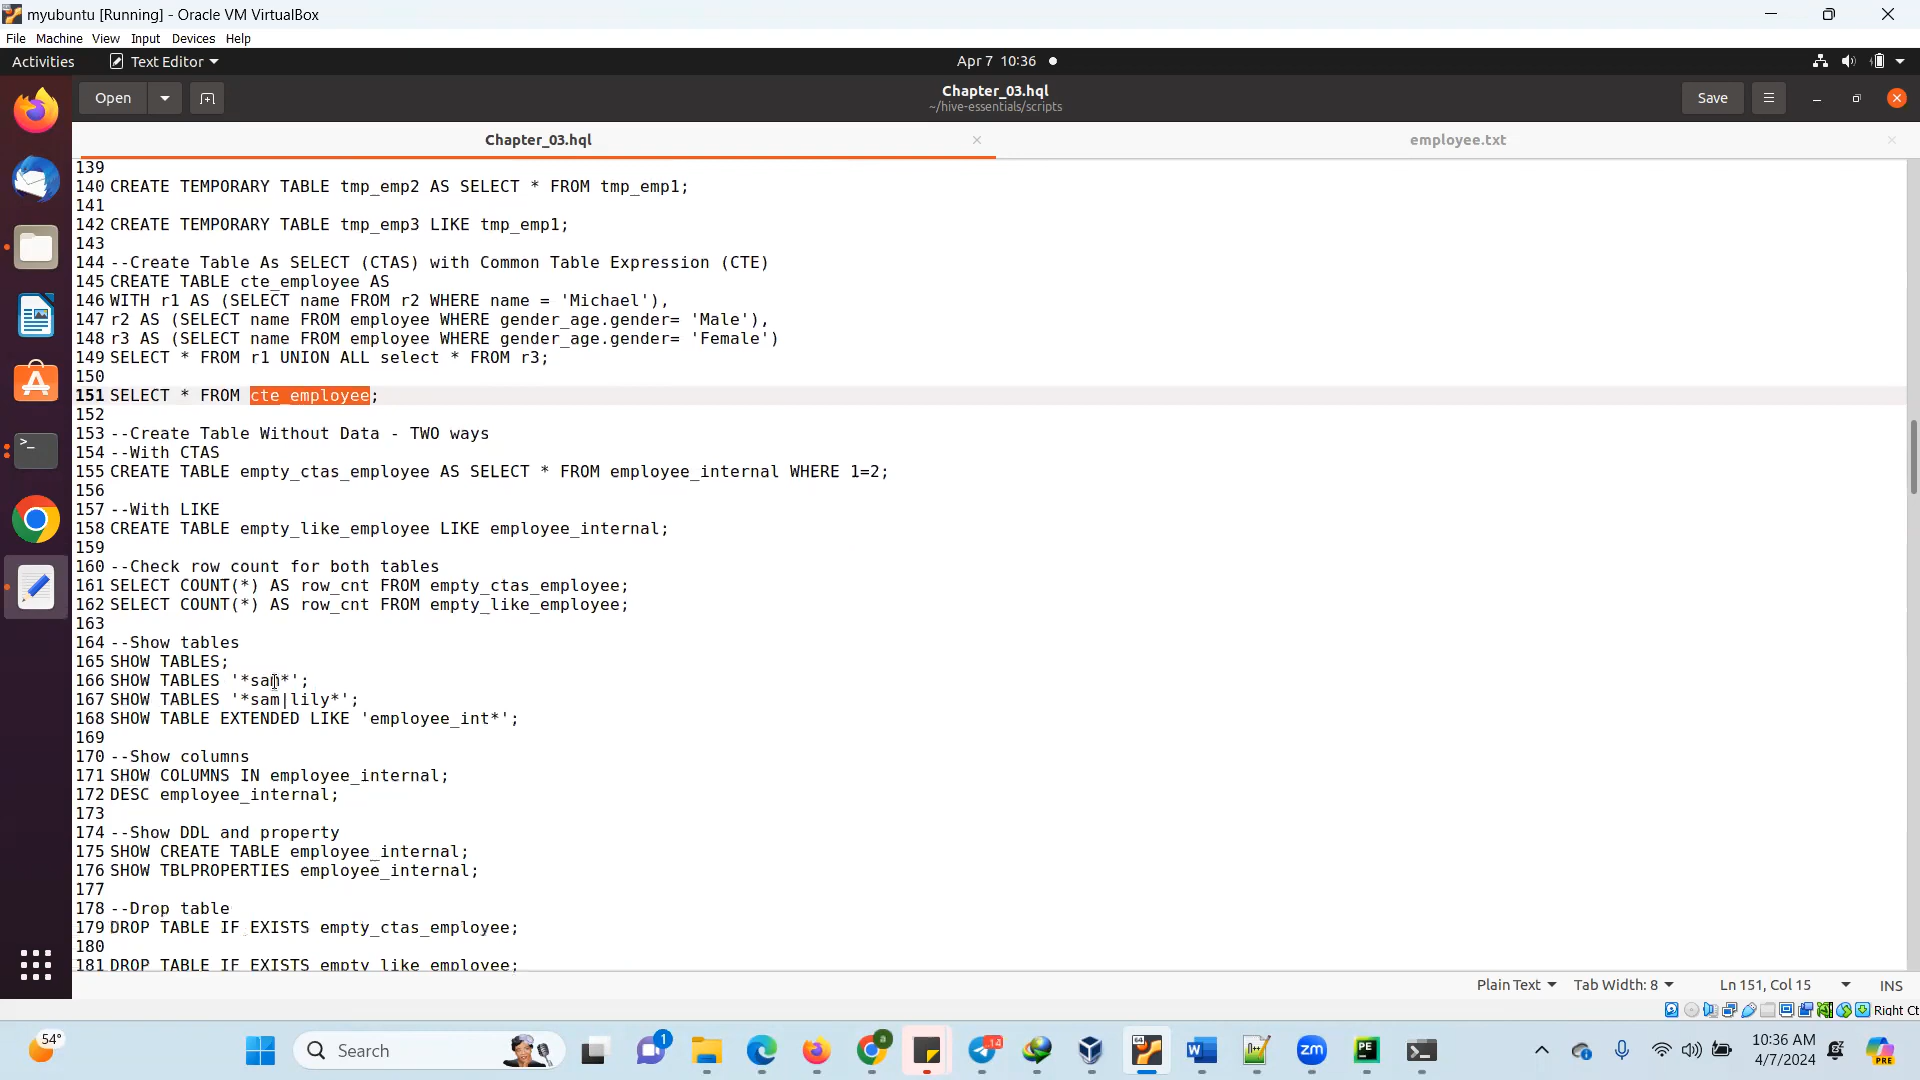 myubuntu [Running] - Oracle VM VirtualBox
File Machine View Input Devices Help
Activities Text Editor Apr 7 10:36
Open Chapter_03.hql Save
~/hive-essentials/scripts
Chapter_03.hql employee.txt
139
140 CREATE TEMPORARY TABLE tmp_emp2 AS SELECT * FROM tmp_emp1;
141
142 CREATE TEMPORARY TABLE tmp_emp3 LIKE tmp_emp1;
143
144 --Create Table As SELECT (CTAS) with Common Table Expression (CTE)
145 CREATE TABLE cte_employee AS
146 WITH r1 AS (SELECT name FROM r2 WHERE name = 'Michael'),
147 r2 AS (SELECT name FROM employee WHERE gender_age.gender= 'Male'),
148 r3 AS (SELECT name FROM employee WHERE gender_age.gender= 'Female')
149 SELECT * FROM r1 UNION ALL select * FROM r3;
150
151 SELECT * FROM cte_employee;
152
153 --Create Table Without Data - TWO ways
154 --With CTAS
155 CREATE TABLE empty_ctas_employee AS SELECT * FROM employee_internal WHERE 1=2;
156
157 --With LIKE
158 CREATE TABLE empty_like_employee LIKE employee_internal;
159
160 --Check row count for both tables
161 SELECT COUNT(*) AS row_cnt FROM empty_ctas_employee;
162 SELECT COUNT(*) AS row_cnt FROM empty_like_employee;
163
164 --Show tables
165 SHOW TABLES;
166 SHOW TABLES '*sam*';
167 SHOW TABLES '*sam|lily*';
168 SHOW TABLE EXTENDED LIKE 'employee_int*';
169
170 --Show columns
171 SHOW COLUMNS IN employee_internal;
172 DESC employee_internal;
173
174 --Show DDL and property
175 SHOW CREATE TABLE employee_internal;
176 SHOW TBLPROPERTIES employee_internal;
177
178 --Drop table
179 DROP TABLE IF EXISTS empty_ctas_employee;
180
181 DROP TABLE IF EXISTS empty_like_employee;
Plain Text Tab Width: 8 Ln 151, Col 15 INS
Right Ct
54° Search 1 14 10:36 AM
4/7/2024